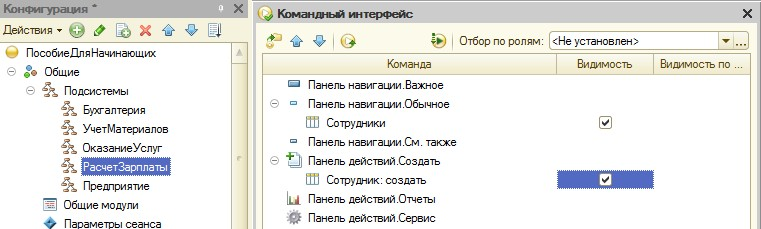 Конфигурация *
Действия
ПособиеДляНачинающих
Общие
Подсистемы
Бухгалтерия
УчетМатериалов
ОказаниеУслуг
РасчетЗарплаты
Предприятие
Общие модули
Параметры сеанса
Командный интерфейс
Отбор по ролям: <Не установлен>
Команда Видимость Видимость по ...
Панель навигации.Важное
Панель навигации.Обычное
Сотрудники
Панель навигации.См. также
Панель действий.Создать
Сотрудник: создать
Панель действий.Отчеты
Панель действий.Сервис